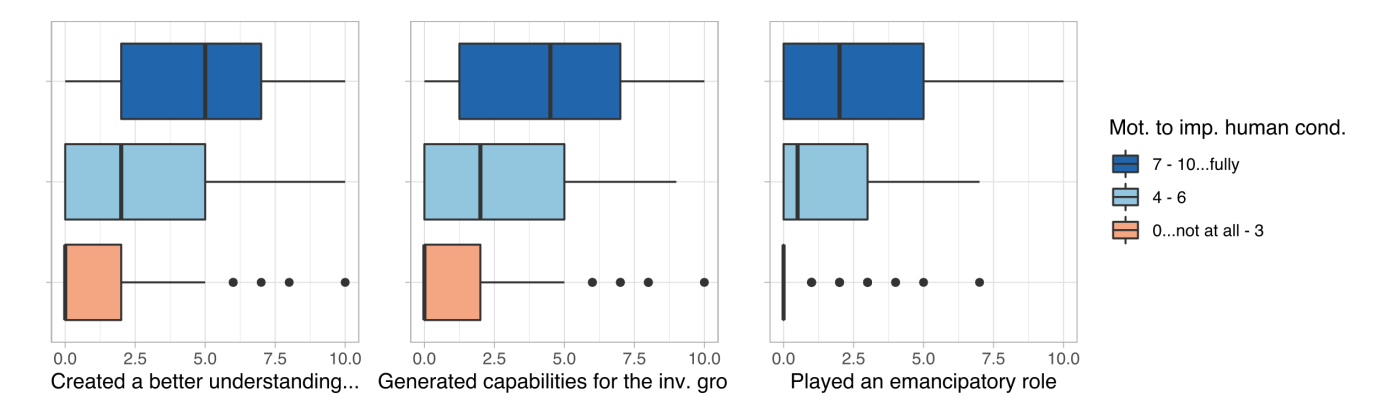 0.0 2.5 5.0 7.5 10.0
Created a better understanding...
0.0 2.5 5.0 7.5 10.0
Generated capabilities for the inv. gro
0.0 2.5 5.0 7.5 10.0
Played an emancipatory role
Mot. to imp. human cond.
7 - 10...fully
4 - 6
0...not at all - 3